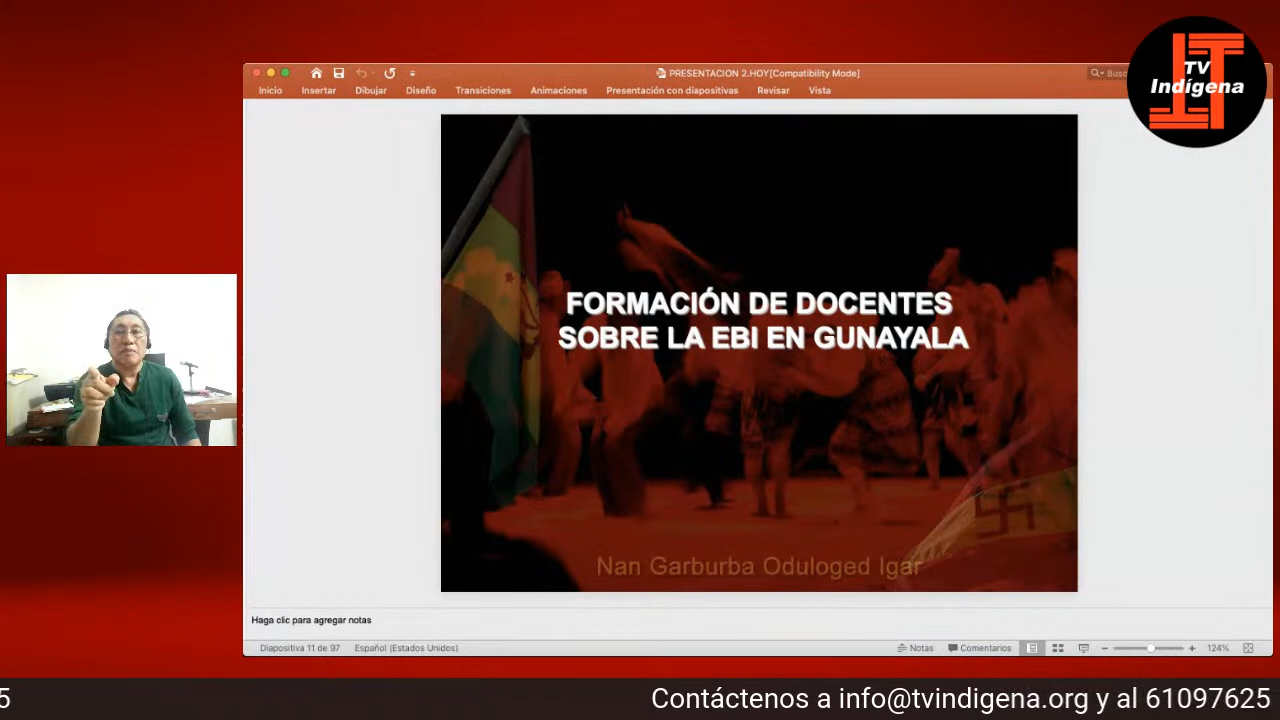 PRESENTACION 2.HOY[Compatibility Mode]
Inicio Insertar Dibujar Diseño Transiciones Animaciones Presentación con diapositivas Revisar Vista
TV
Indígena
FORMACIÓN DE DOCENTES
SOBRE LA EBI EN GUNAYALA
Nan Garburba Oduloged Igar
Haga clic para agregar notas
Diapositiva 11 de 97 Español (Estados Unidos) Notas Comentarios 124%
5 Contáctenos a info@tvindigena.org y al 61097625